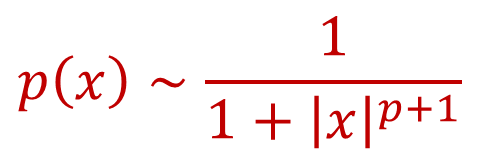 p(x) ~ 1 / (1 + |x|^{p+1})